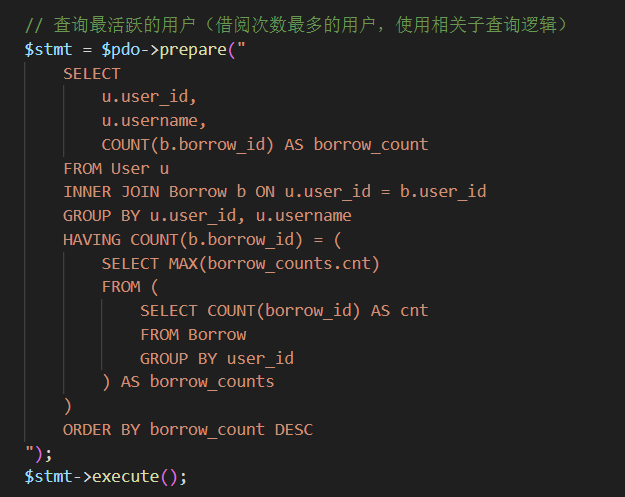 // 查询最活跃的用户（借阅次数最多的用户，使用相关子查询逻辑）
$stmt = $pdo->prepare("
    SELECT
        u.user_id,
        u.username,
        COUNT(b.borrow_id) AS borrow_count
    FROM User u
    INNER JOIN Borrow b ON u.user_id = b.user_id
    GROUP BY u.user_id, u.username
    HAVING COUNT(b.borrow_id) = (
        SELECT MAX(borrow_counts.cnt)
        FROM (
            SELECT COUNT(borrow_id) AS cnt
            FROM Borrow
            GROUP BY user_id
        ) AS borrow_counts
    )
    ORDER BY borrow_count DESC
");
$stmt->execute();